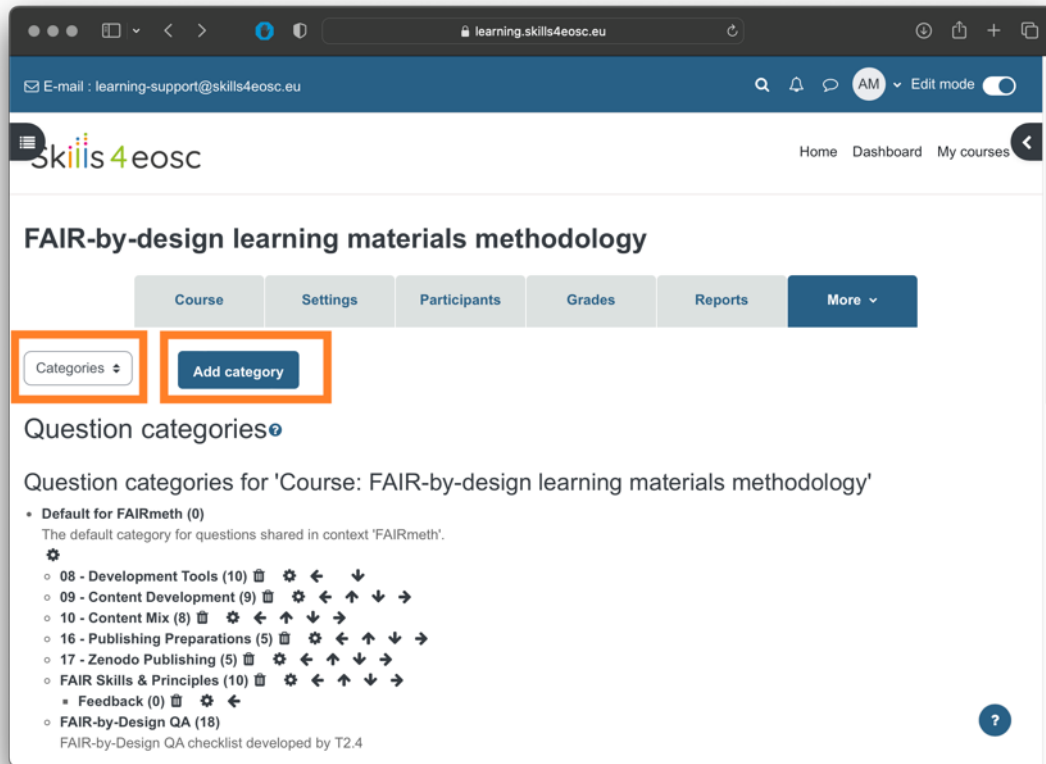 learning.skills4eosc.eu
E-mail : learning-support@skills4eosc.eu
AM
Edit mode
Skills4eosc
Home Dashboard My courses
FAIR-by-design learning materials methodology
Course Settings Participants Grades Reports More
Categories
Add category
Question categories
Question categories for 'Course: FAIR-by-design learning materials methodology'
Default for FAIRmeth (0)
The default category for questions shared in context 'FAIRmeth'.
08 - Development Tools (10)
09 - Content Development (9)
10 - Content Mix (8)
16 - Publishing Preparations (5)
17 - Zenodo Publishing (5)
FAIR Skills & Principles (10)
Feedback (0)
FAIR-by-Design QA (18)
FAIR-by-Design QA checklist developed by T2.4
?